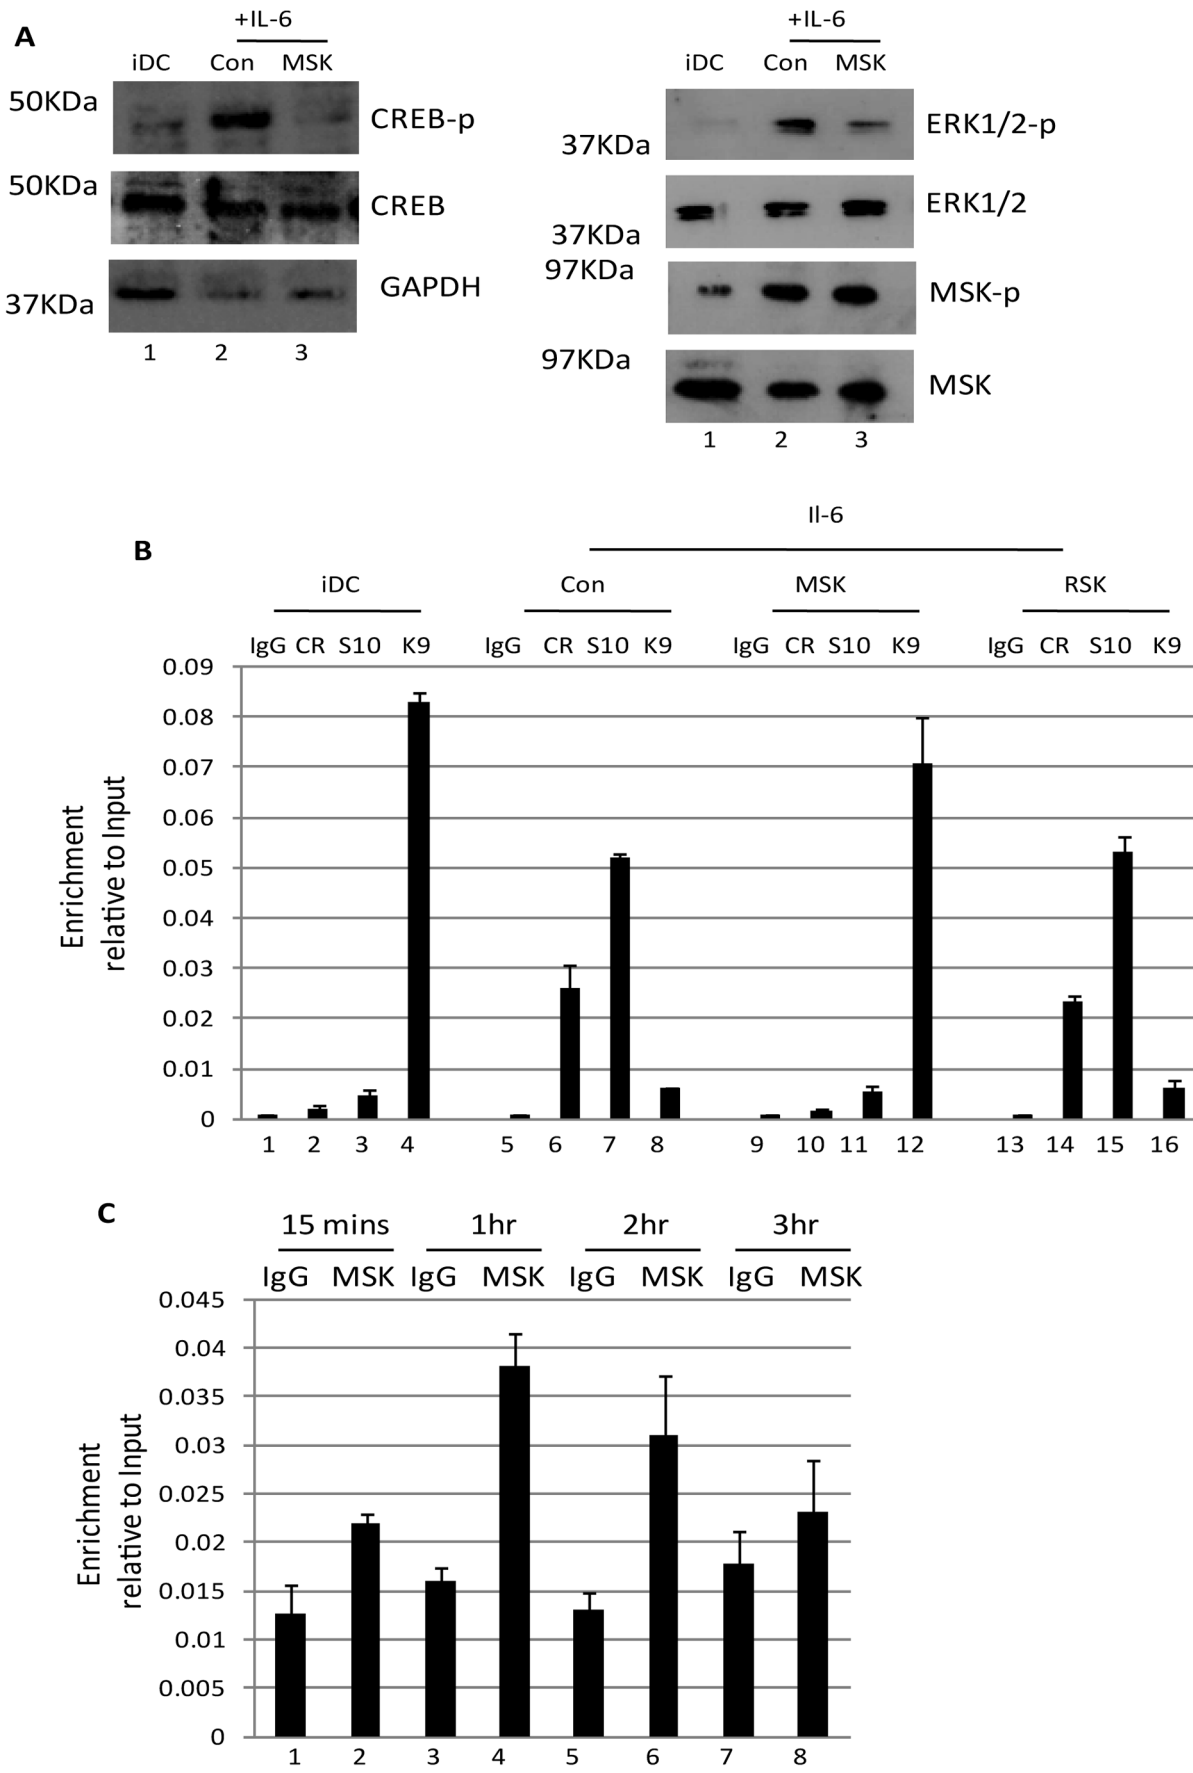 A
+IL-6
iDC Con MSK
50KDa CREB-p
50KDa CREB
37KDa GAPDH
1 2 3
+IL-6
iDC Con MSK
37KDa ERK1/2-p
37KDa ERK1/2
97KDa MSK-p
97KDa MSK
1 2 3
B
Il-6
iDC Con MSK RSK
IgG CR S10 K9 IgG CR S10 K9 IgG CR S10 K9 IgG CR S10 K9
Enrichment
relative to Input
0.09
0.08
0.07
0.06
0.05
0.04
0.03
0.02
0.01
0
1 2 3 4 5 6 7 8 9 10 11 12 13 14 15 16
C
15 mins 1hr 2hr 3hr
IgG MSK IgG MSK IgG MSK IgG MSK
Enrichment
relative to Input
0.045
0.04
0.035
0.03
0.025
0.02
0.015
0.01
0.005
0
1 2 3 4 5 6 7 8